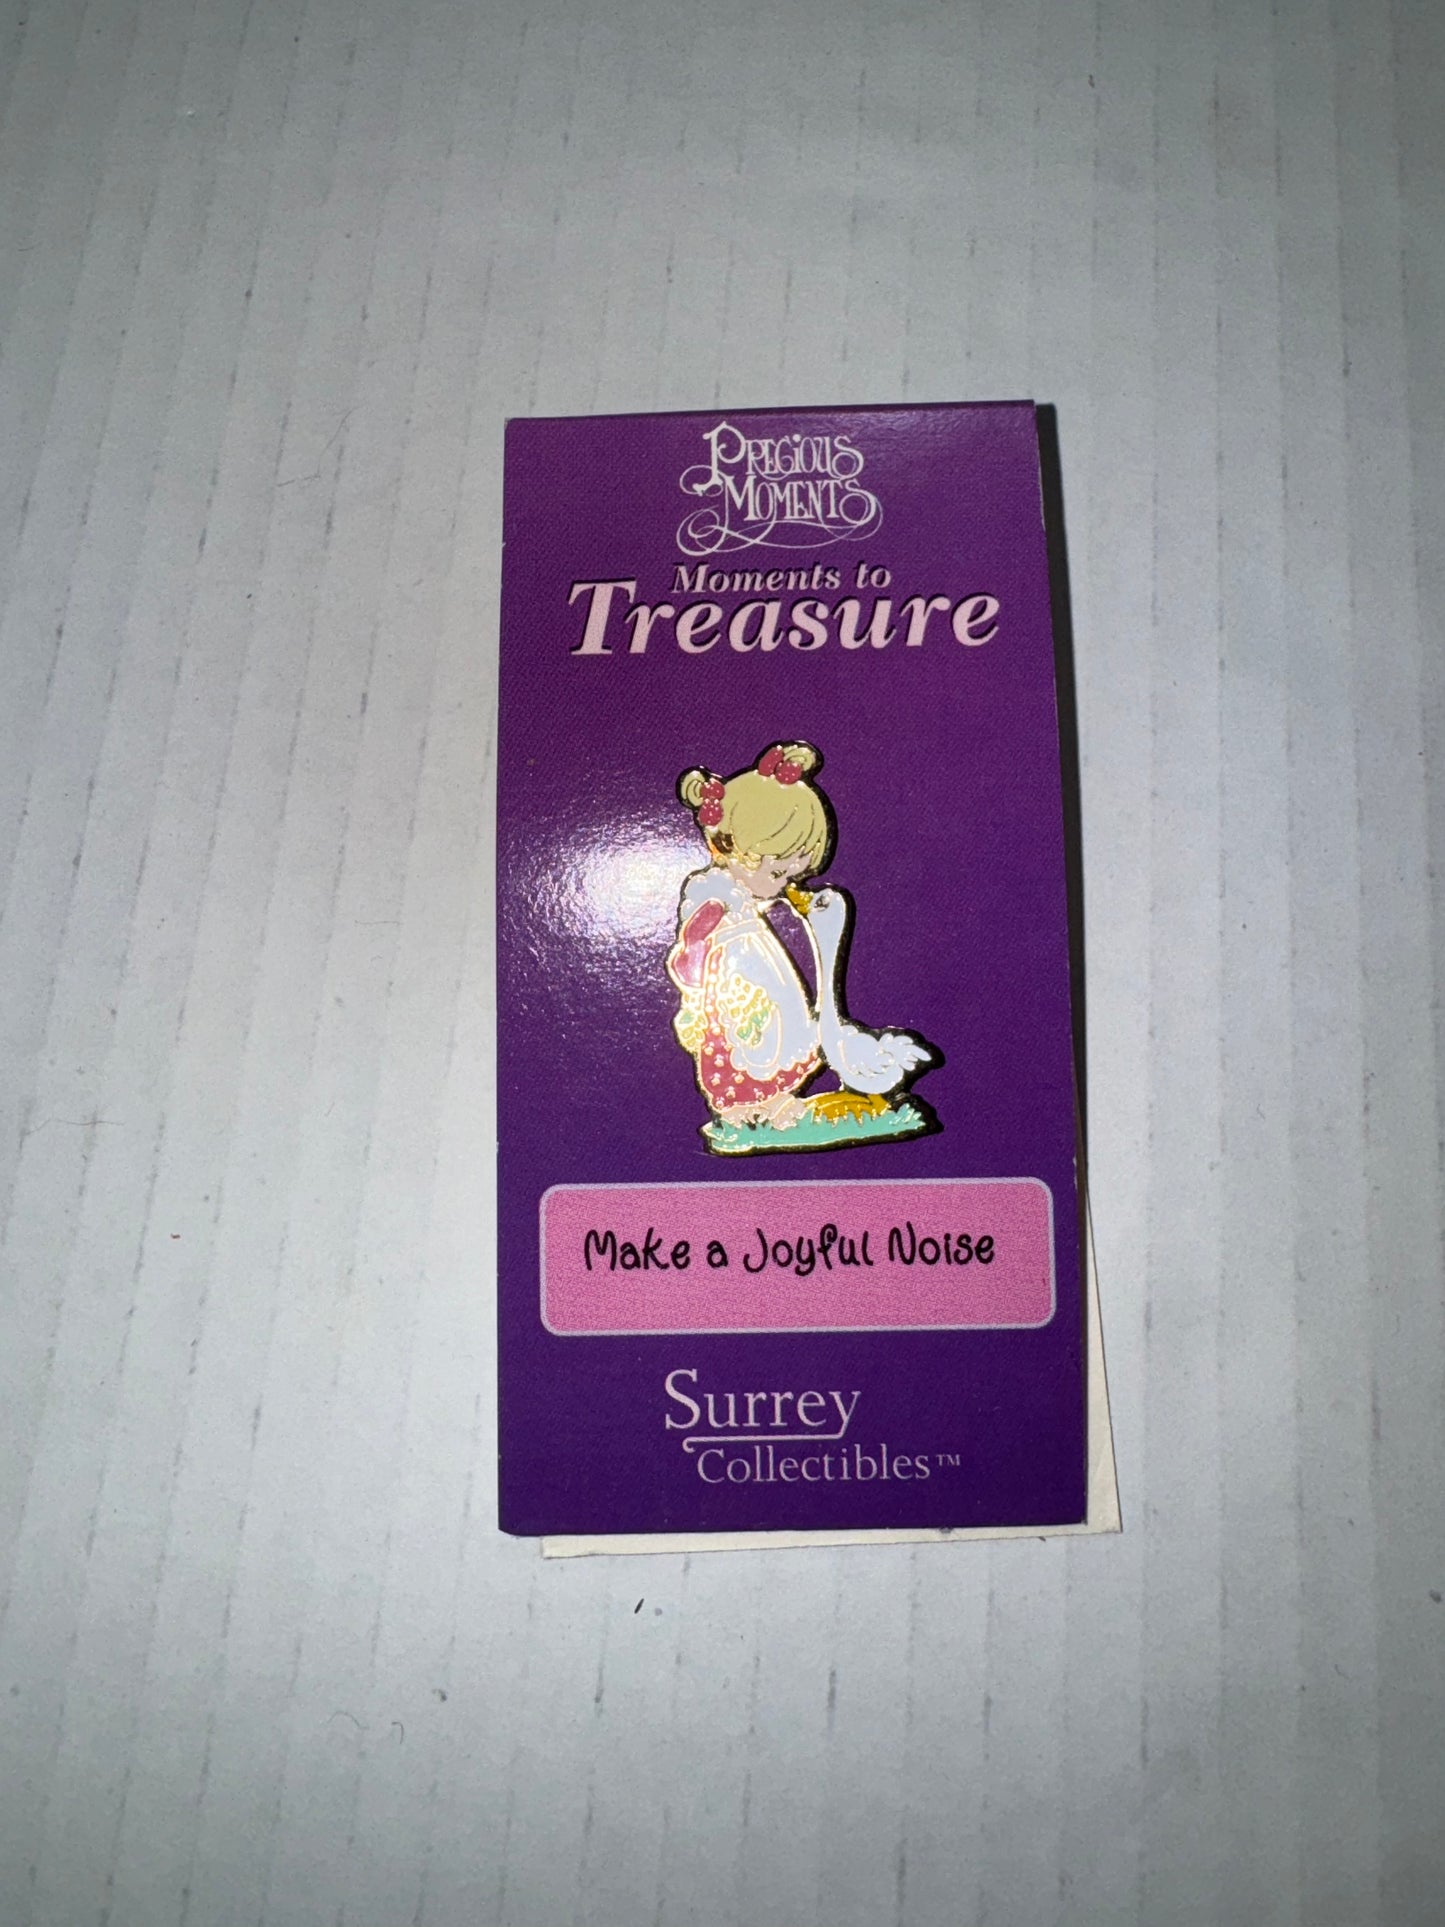 Precious
Moments
Moments to
Treasure
Make a Joyful Noise
Surrey
Collectibles™